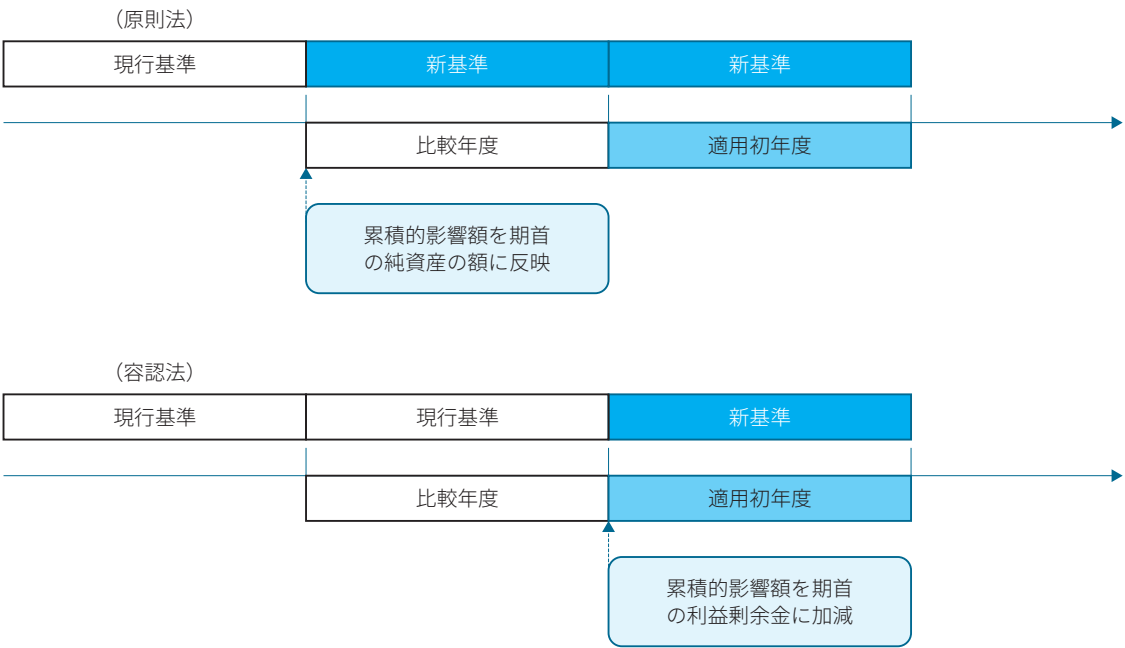 （原則法）
現行基準
新基準
新基準
比較年度
適用初年度
累積的影響額を期首
の純資産の額に反映
（容認法）
現行基準
現行基準
新基準
比較年度
適用初年度
累積的影響額を期首
の利益剰余金に加減